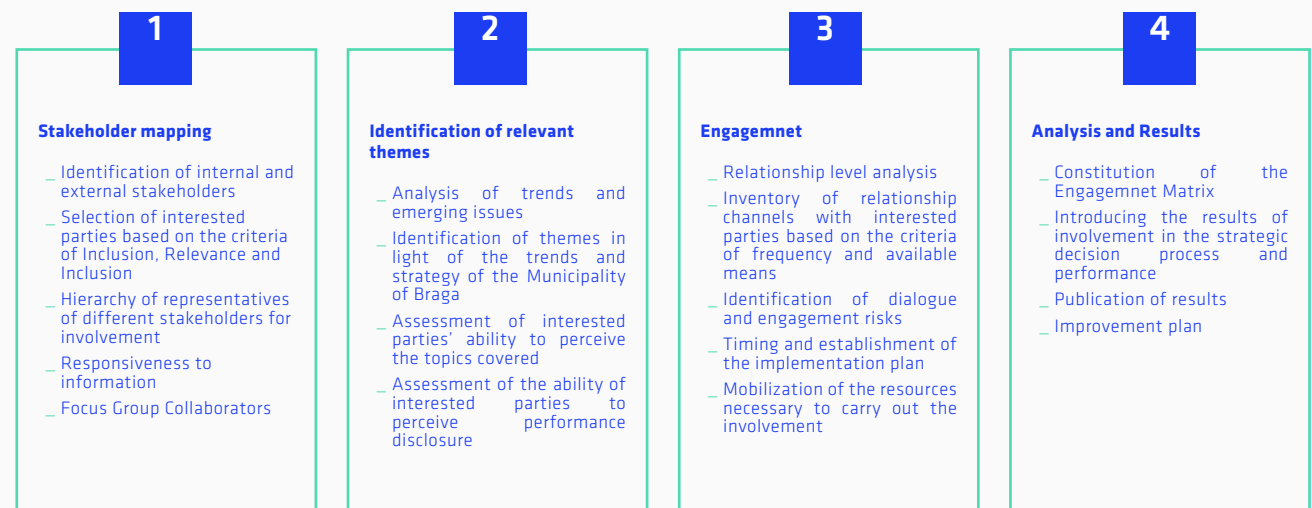 1
Stakeholder mapping
_ Identification of internal and
external stakeholders
_ Selection of interested
parties based on the criteria
of Inclusion, Relevance and
Inclusion
_ Hierarchy of representatives
of different stakeholders for
involvement
_ Responsiveness to
information
_ Focus Group Collaborators
2
Identification of relevant
themes
_ Analysis of trends and
emerging issues
_ Identification of themes in
light of the trends and
strategy of the Municipality
of Braga
_ Assessment of interested
parties' ability to perceive
the topics covered
_ Assessment of the ability of
interested parties to
perceive performance
disclosure
3
Engagemnet
_ Relationship level analysis
_ Inventory of relationship
channels with interested
parties based on the criteria
of frequency and available
means
_ Identification of dialogue
and engagement risks
_ Timing and establishment of
the implementation plan
_ Mobilization of the resources
necessary to carry out the
involvement
4
Analysis and Results
_ Constitution of the
Engagemnet Matrix
_ Introducing the results of
involvement in the strategic
decision process and
performance
_ Publication of results
_ Improvement plan